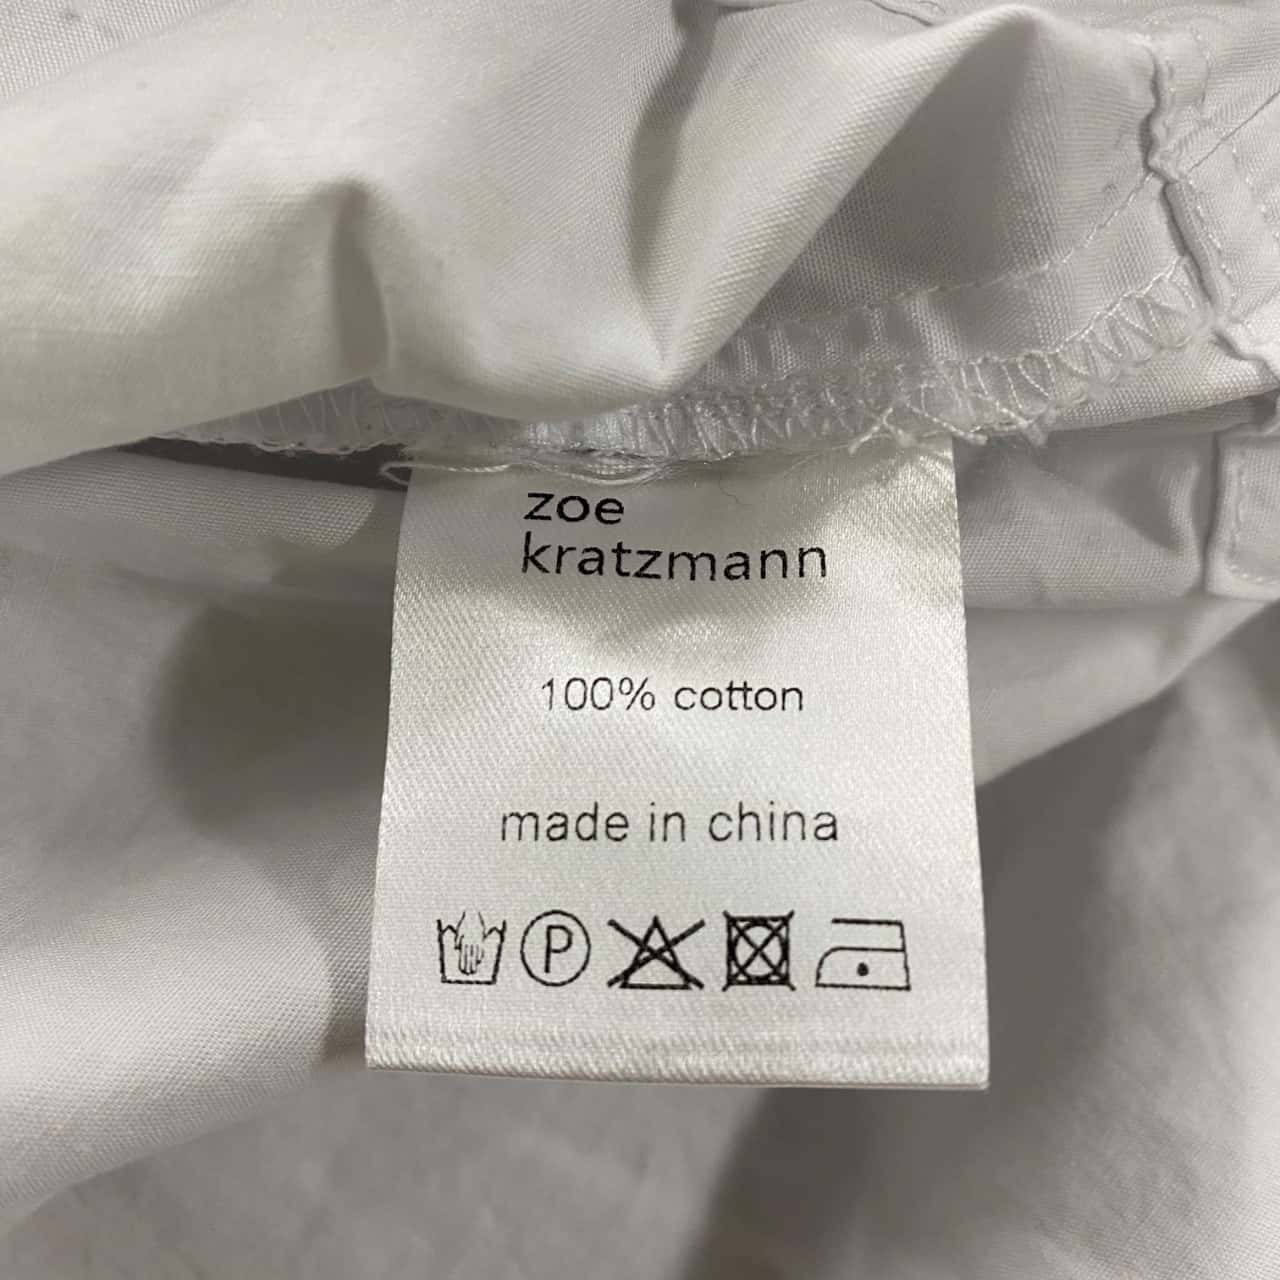 zoe
kratzmann
100% cotton
made in china
P